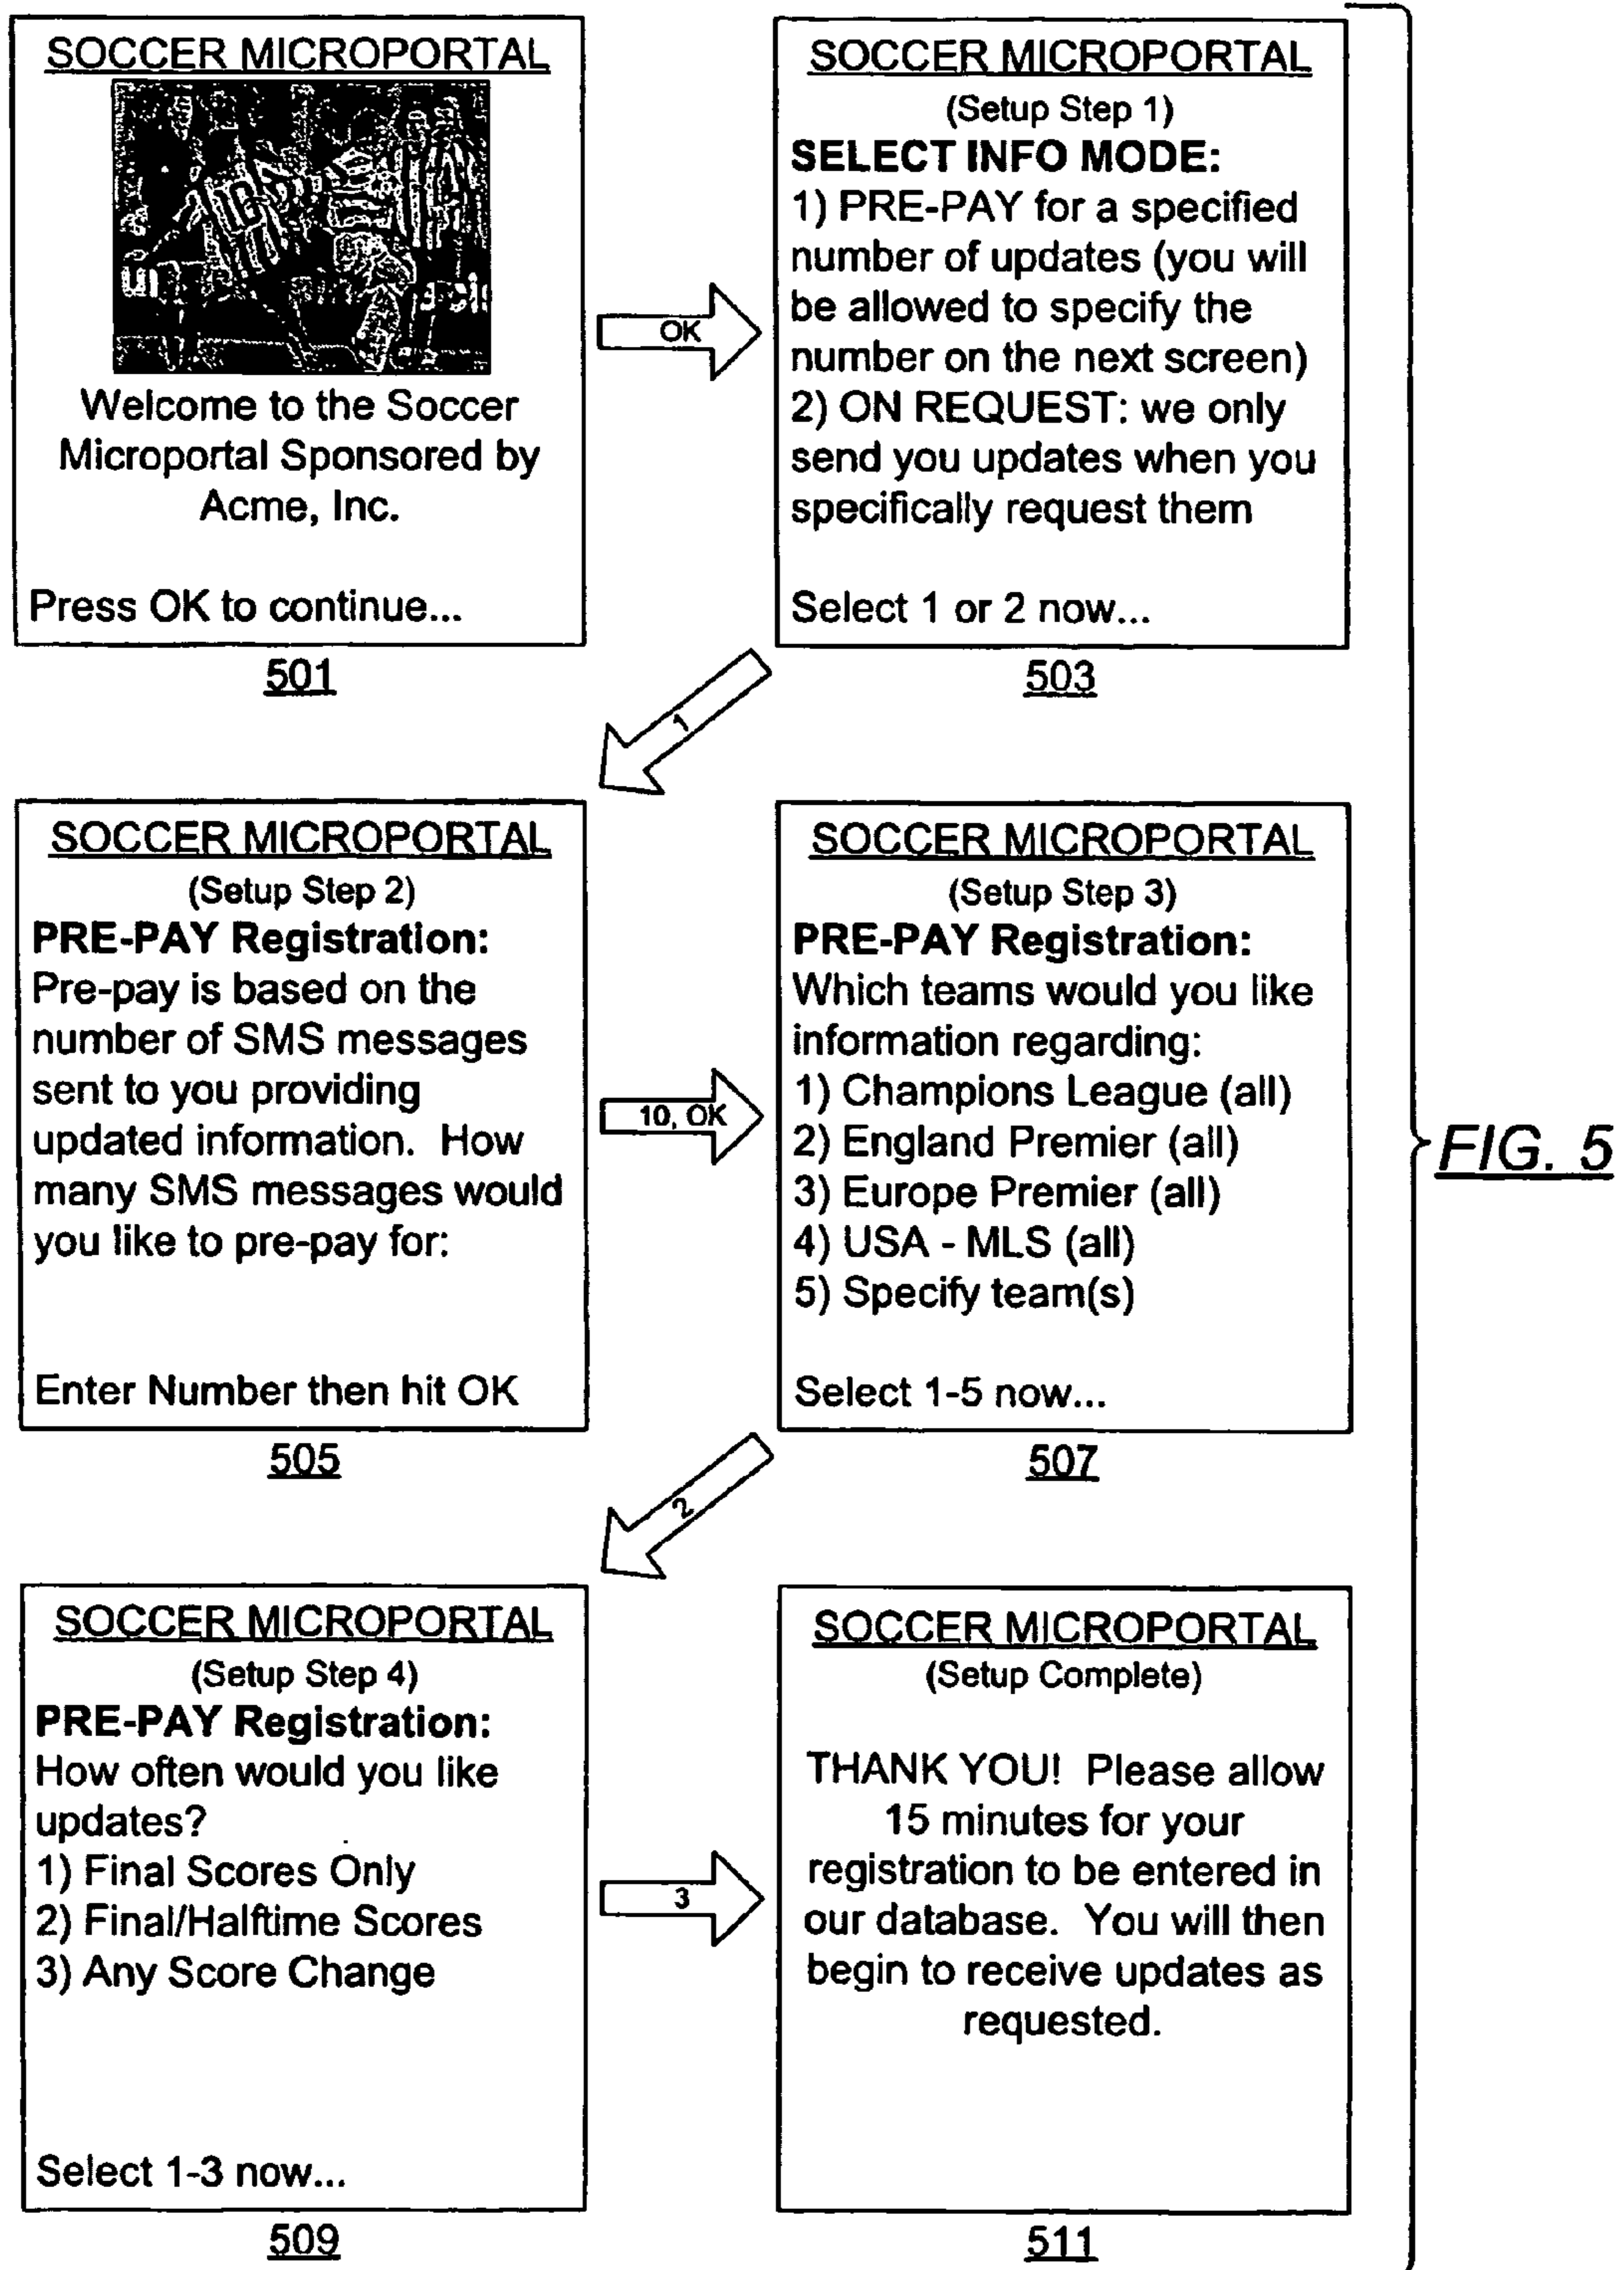 SOCCER MICROPORTAL
Welcome to the Soccer
Microportal Sponsored by
Acme, Inc.
Press OK to continue...
501
OK
SOCCER MICROPORTAL
(Setup Step 1)
SELECT INFO MODE:
1) PRE-PAY for a specified
number of updates (you will
be allowed to specify the
number on the next screen)
2) ON REQUEST: we only
send you updates when you
specifically request them
Select 1 or 2 now...
503
1
SOCCER MICROPORTAL
(Setup Step 2)
PRE-PAY Registration:
Pre-pay is based on the
number of SMS messages
sent to you providing
updated information.  How
many SMS messages would
you like to pre-pay for:
Enter Number then hit OK
505
10, OK
SOCCER MICROPORTAL
(Setup Step 3)
PRE-PAY Registration:
Which teams would you like
information regarding:
1) Champions League (all)
2) England Premier (all)
3) Europe Premier (all)
4) USA - MLS (all)
5) Specify team(s)
Select 1-5 now...
507
2
SOCCER MICROPORTAL
(Setup Step 4)
PRE-PAY Registration:
How often would you like
updates?
1) Final Scores Only
2) Final/Halftime Scores
3) Any Score Change
Select 1-3 now...
509
3
SOCCER MICROPORTAL
(Setup Complete)
THANK YOU!  Please allow
15 minutes for your
registration to be entered in
our database.  You will then
begin to receive updates as
requested.
511
FIG. 5